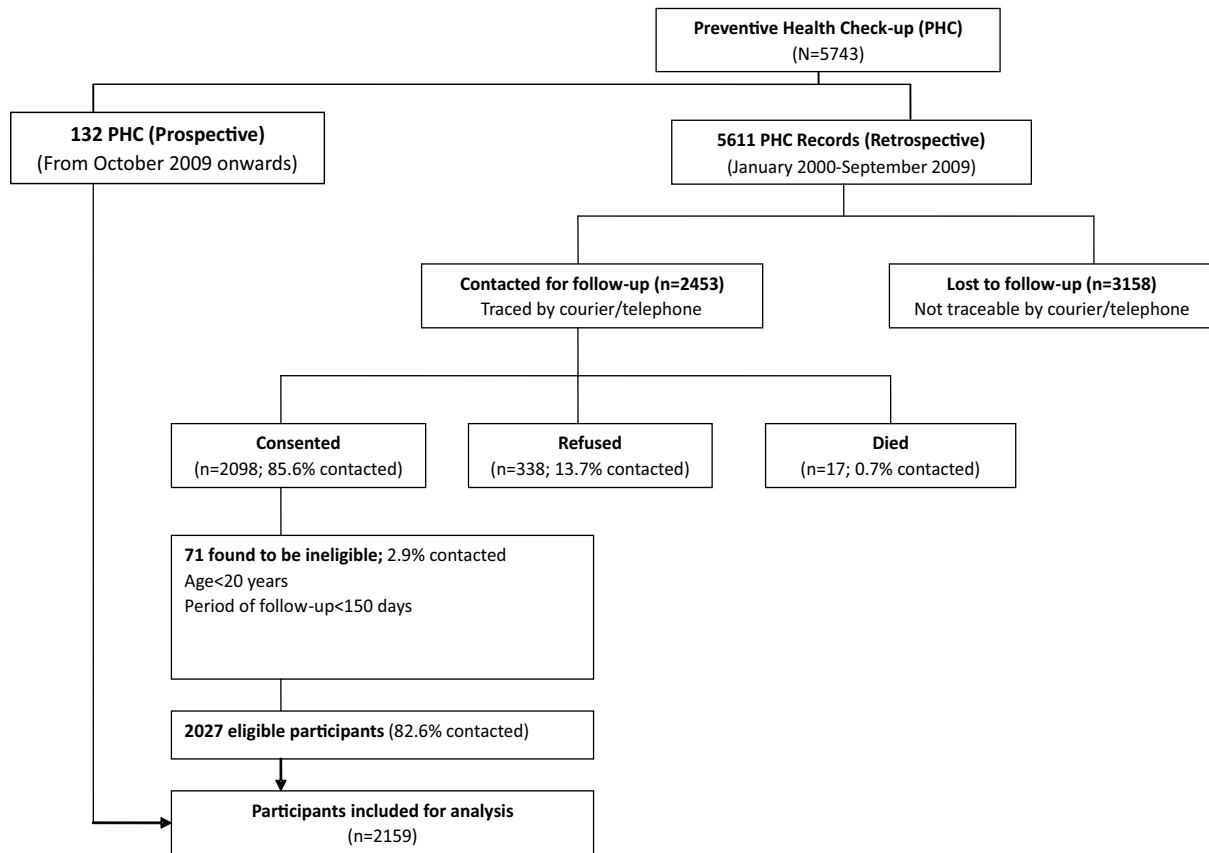 Preventive Health Check-up (PHC)
(N=5743)
132 PHC (Prospective)
(From October 2009 onwards)
5611 PHC Records (Retrospective)
(January 2000-September 2009)
Contacted for follow-up (n=2453)
Traced by courier/telephone
Lost to follow-up (n=3158)
Not traceable by courier/telephone
Consented
(n=2098; 85.6% contacted)
Refused
(n=338; 13.7% contacted)
Died
(n=17; 0.7% contacted)
71 found to be ineligible; 2.9% contacted
Age<20 years
Period of follow-up<150 days
2027 eligible participants (82.6% contacted)
Participants included for analysis
(n=2159)